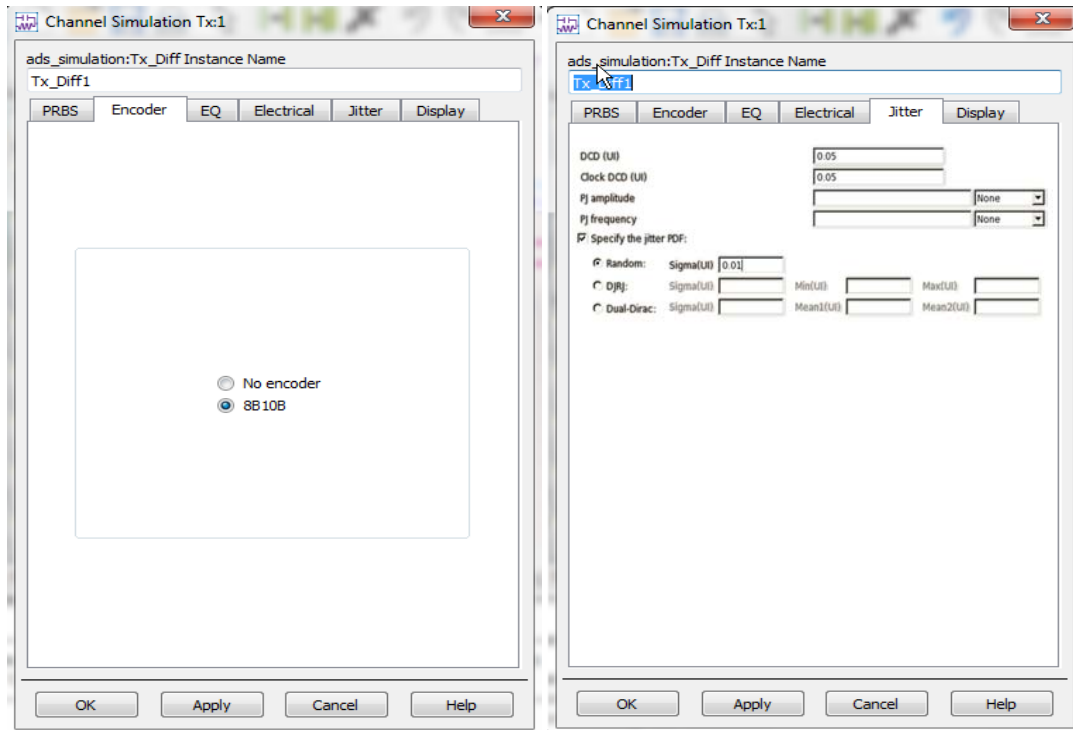 Channel Simulation Tx:1
ads_simulation:Tx_Diff Instance Name
Tx_Diff1
PRBS Encoder EQ Electrical Jitter Display
No encoder
8B10B
OK Apply Cancel Help
Channel Simulation Tx:1
ads_simulation:Tx_Diff Instance Name
Tx_Diff1
PRBS Encoder EQ Electrical Jitter Display
DCD (UI) 0.05
Clock DCD (UI) 0.05
PJ amplitude None
PJ frequency None
Specify the jitter PDF:
Random: Sigma(UI) 0.01
DJRJ: Sigma(UI) Min(UI) Max(UI)
Dual-Dirac: Sigma(UI) Mean1(UI) Mean2(UI)
OK Apply Cancel Help